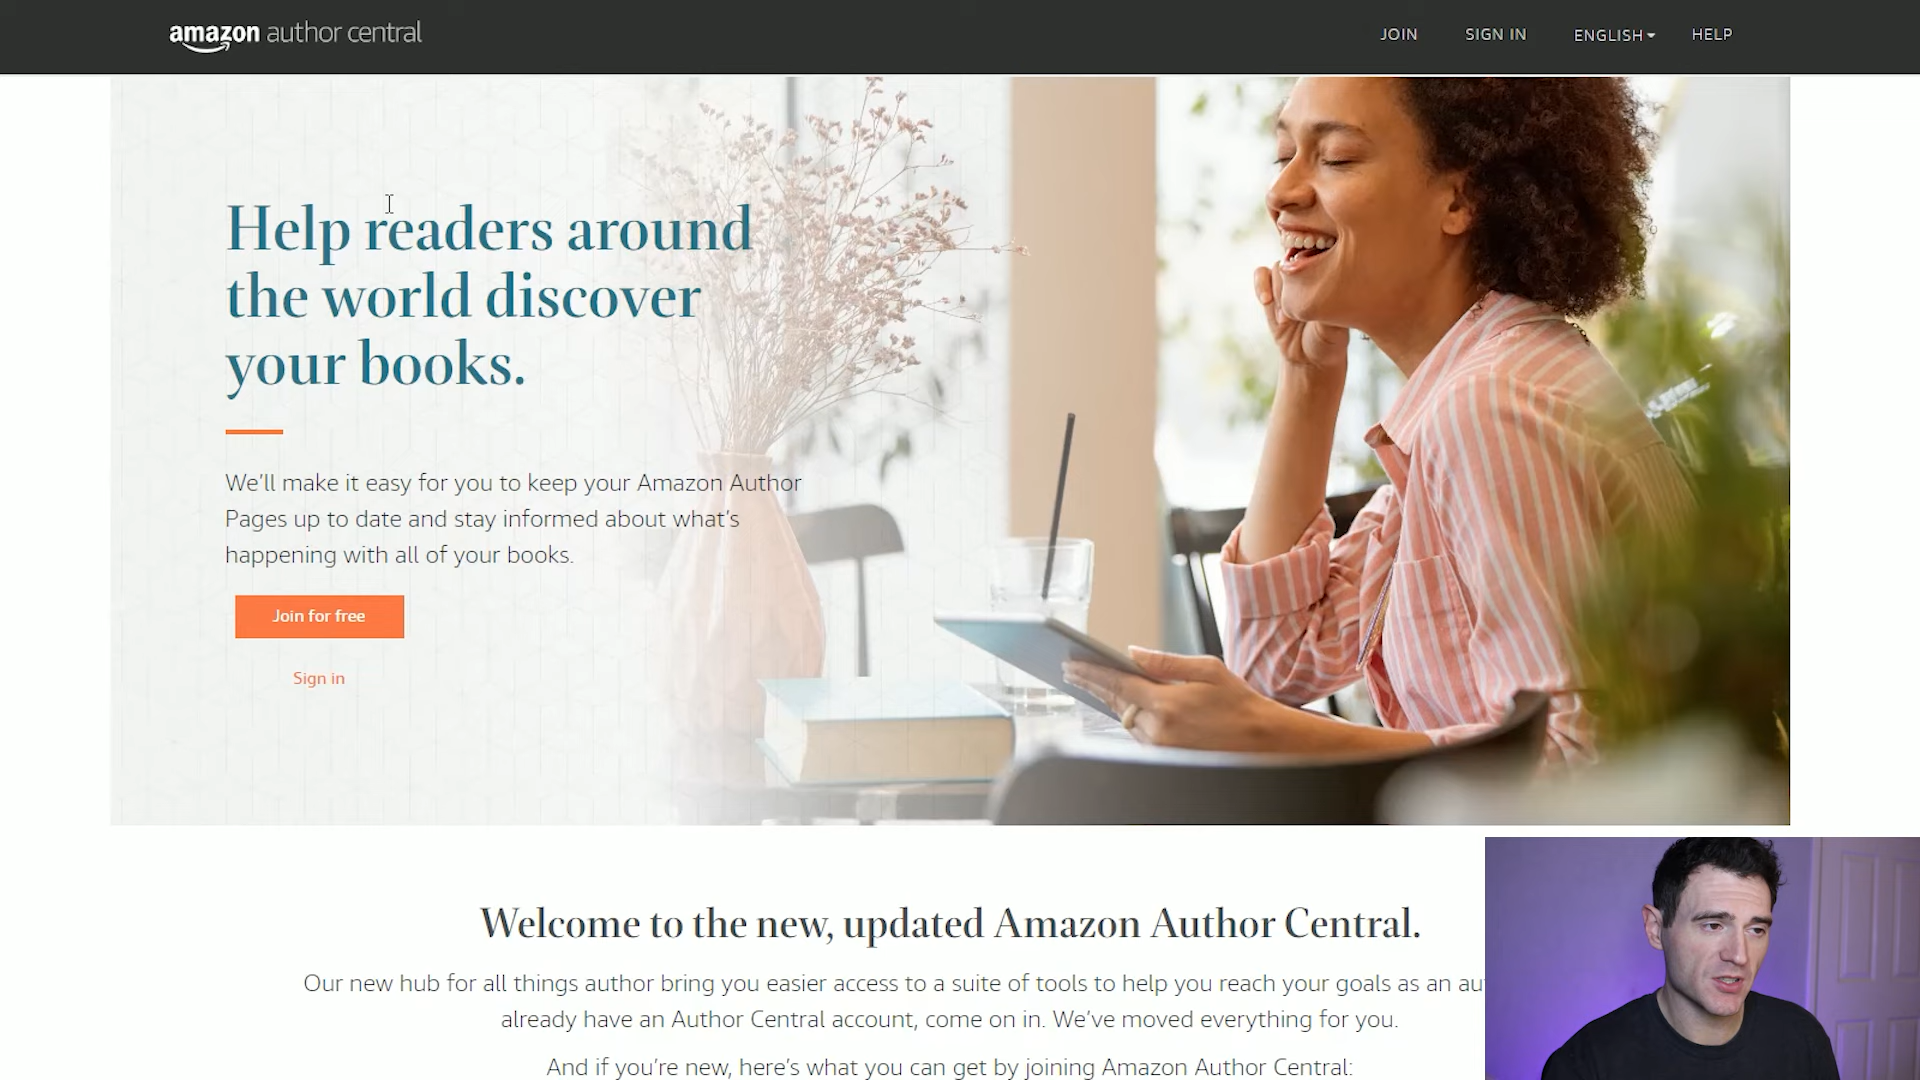 amazon author central
JOIN
SIGN IN
ENGLISH
HELP
Help readers around
the world discover
your books.
We'll make it easy for you to keep your Amazon Author
Pages up to date and stay informed about what's
happening with all of your books.
Join for free
Sign in
Welcome to the new, updated Amazon Author Central.
Our new hub for all things author bring you easier access to a suite of tools to help you reach your goals as an
already have an Author Central account, come on in. We've moved everything for you.
And if you're new, here's what you can get by joining Amazon Author Central: